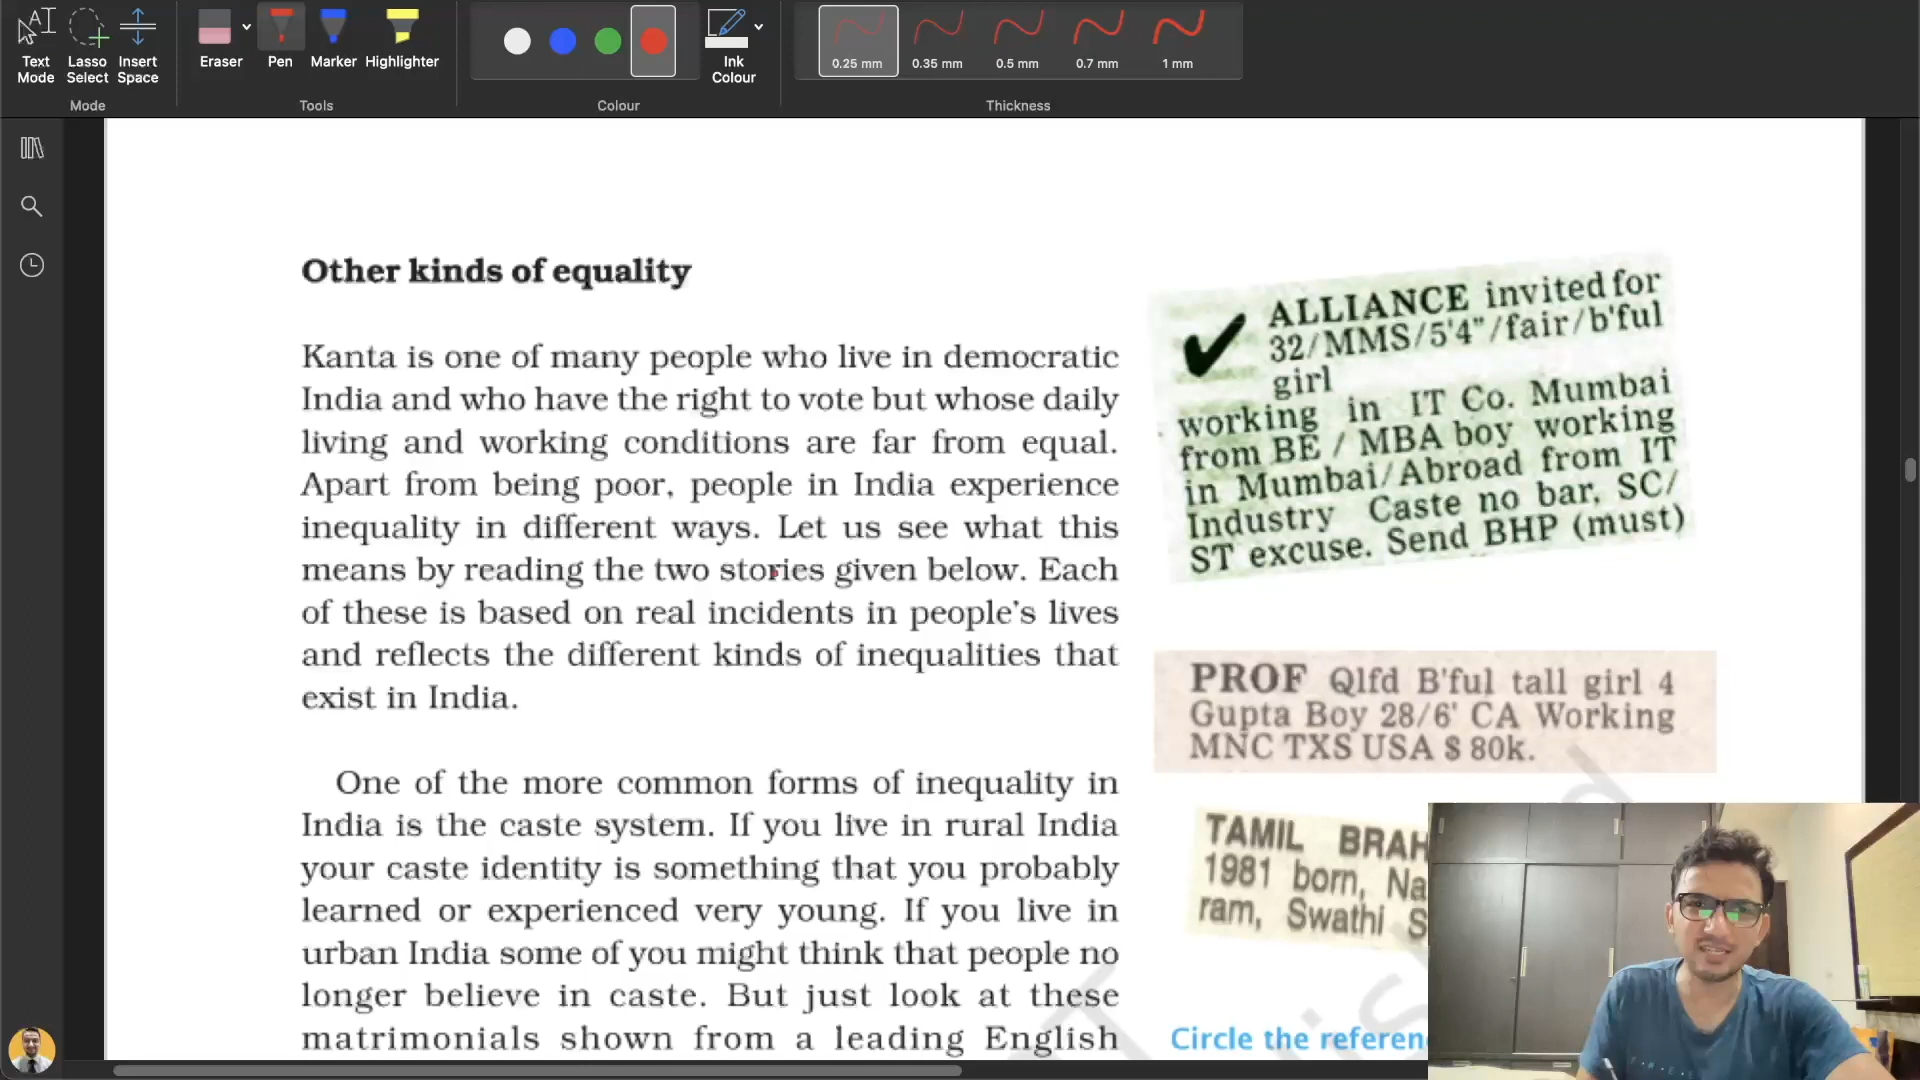 Text
Mode
Lasso
Select
Insert
Space
Mode
Eraser
Pen
Marker
Highlighter
Tools
Colour
Ink
Colour
0.25 mm
0.35 mm
0.5 mm
0.7 mm
1 mm
Thickness
Other kinds of equality
Kanta is one of many people who live in democratic
India and who have the right to vote but whose daily
living and working conditions are far from equal.
Apart from being poor, people in India experience
inequality in different ways. Let us see what this
means by reading the two stories given below. Each
of these is based on real incidents in people's lives
and reflects the different kinds of inequalities that
exist in India.
One of the more common forms of inequality in
India is the caste system. If you live in rural India
your caste identity is something that you probably
learned or experienced very young. If you live in
urban India some of you might think that people no
longer believe in caste. But just look at these
matrimonials shown from a leading English
ALLIANCE invited for
32/MMS/5'4"/fair/b'ful
girl
working in IT Co. Mumbai
from BE / MBA boy working
in Mumbai/Abroad from IT
Industry Caste no bar, SC/
ST excuse. Send BHP (must)
PROF Qlfd B'ful tall girl 4
Gupta Boy 28/6' CA Working
MNC TXS USA $ 80k.
TAMIL BRAH
1981 born, Na
ram, Swathi S
Circle the referen